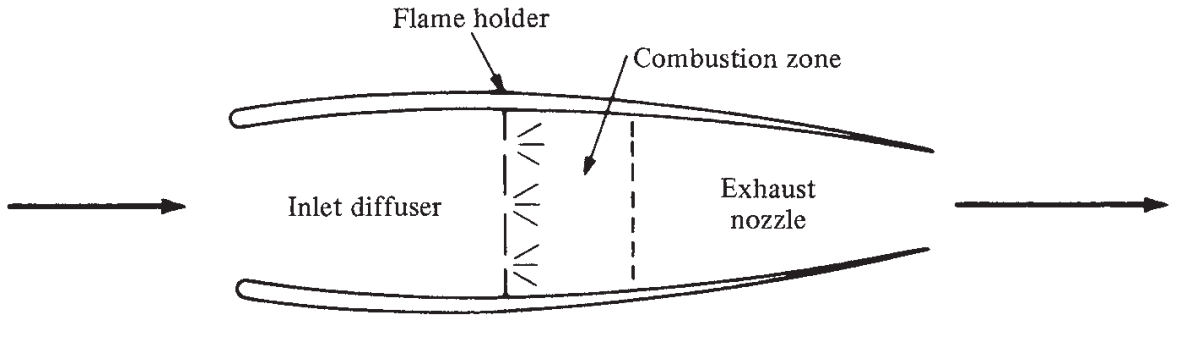 Flame holder
Combustion zone
Inlet diffuser
Exhaust
nozzle